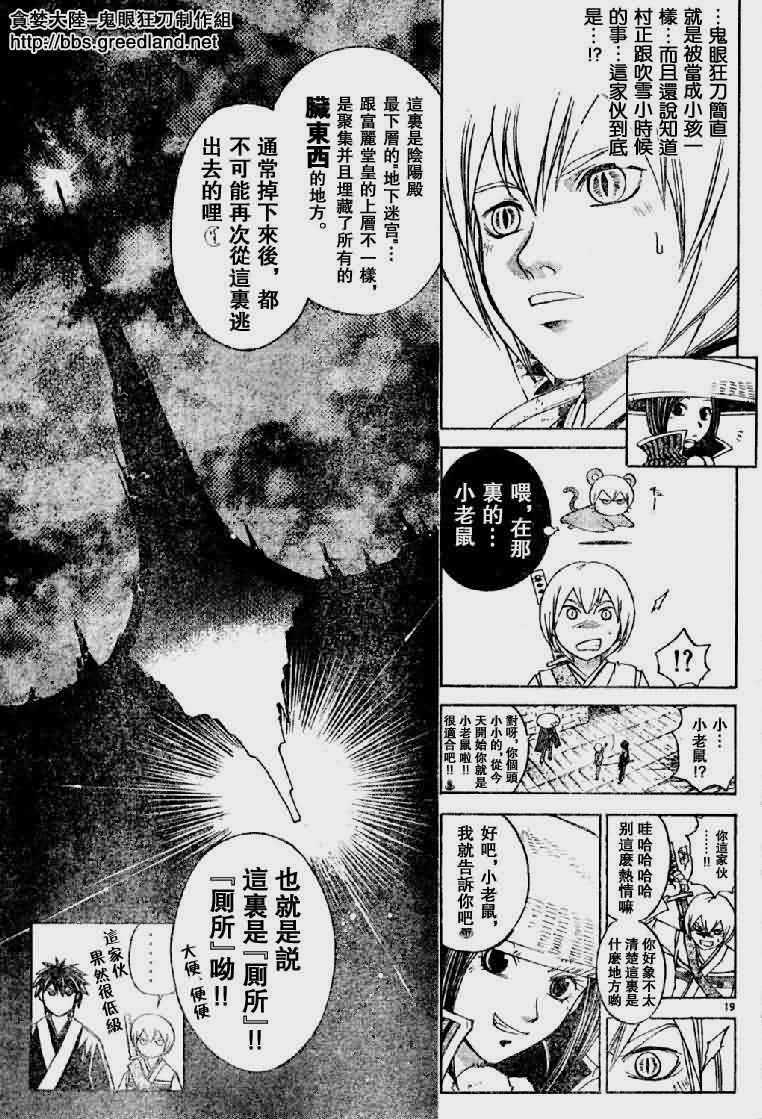 貪婪大陸-鬼眼狂刀制作組
http://bbs.greedland.net
…鬼眼狂刀簡直
就是被當成小孩一
樣…而且還說知道
村正跟吹雪小時候
的事…這家伙到底
是…!?
喂,在那
裏的…
小老鼠
!?
小…
小老鼠!?
對呀,你個頭
小小的,從今
天開始你就是
小老鼠啦!!
很適合吧!!
你這家伙
……!!
哇哈哈哈哈
别這麽熱情嘛
你好象不太
清楚這裏是
什麽地方喲
好吧,小老鼠,
我就告訴你吧
19
這裏是陰陽殿
最下層的"地下迷宫"…
跟富麗堂皇的上層不一樣,
是聚集并且埋藏了所有的
臟東西的地方。
通常掉下來後,都
不可能再次從這裏逃
出去的哩
也就是説
這裏是『厠所』!!
『厠所』呦!!
大便、便便
……
這家伙
果然很低級